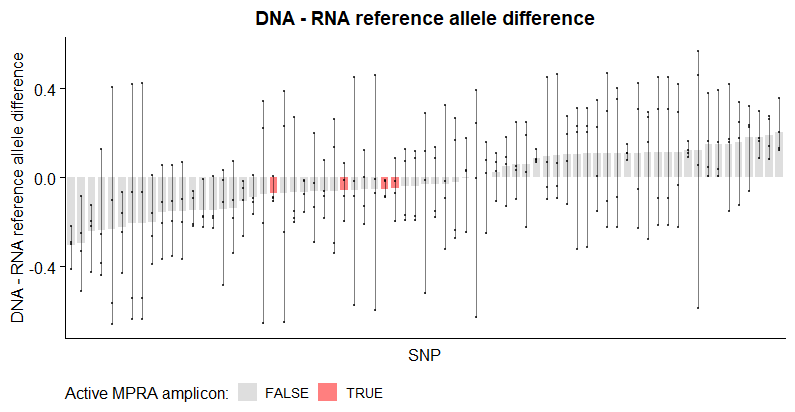 DNA - RNA reference allele difference
DNA - RNA reference allele difference
0.4
0.0
-0.4
SNP
Active MPRA amplicon: FALSE TRUE